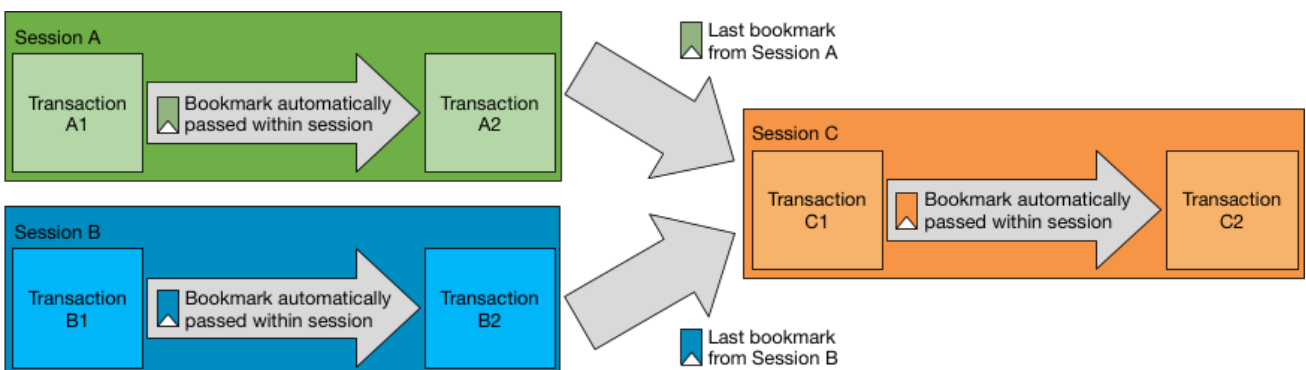 Session A
Transaction
A1
Bookmark automatically
passed within session
Transaction
A2
Last bookmark
from Session A
Session B
Transaction
B1
Bookmark automatically
passed within session
Transaction
B2
Last bookmark
from Session B
Session C
Transaction
C1
Bookmark automatically
passed within session
Transaction
C2